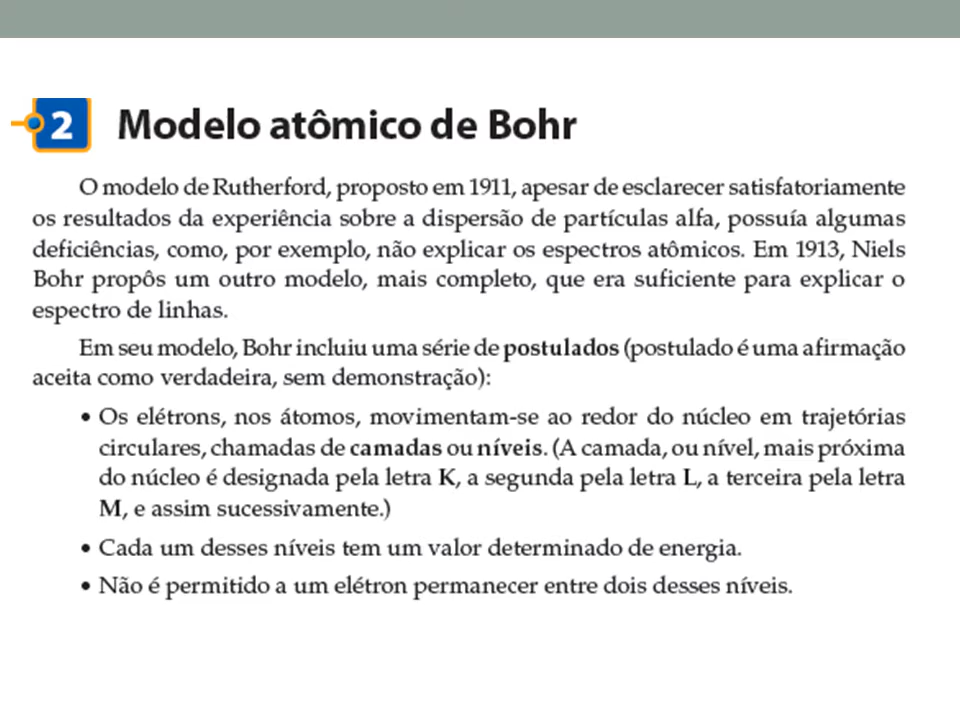 2 Modelo atômico de Bohr
O modelo de Rutherford, proposto em 1911, apesar de esclarecer satisfatoriamente
os resultados da experiência sobre a dispersão de partículas alfa, possuía algumas
deficiências, como, por exemplo, não explicar os espectros atômicos. Em 1913, Niels
Bohr propôs um outro modelo, mais completo, que era suficiente para explicar o
espectro de linhas.
Em seu modelo, Bohr incluiu uma série de postulados (postulado é uma afirmação
aceita como verdadeira, sem demonstração):
• Os elétrons, nos átomos, movimentam-se ao redor do núcleo em trajetórias
circulares, chamadas de camadas ou níveis. (A camada, ou nível, mais próxima
do núcleo é designada pela letra K, a segunda pela letra L, a terceira pela letra
M, e assim sucessivamente.)
• Cada um desses níveis tem um valor determinado de energia.
• Não é permitido a um elétron permanecer entre dois desses níveis.